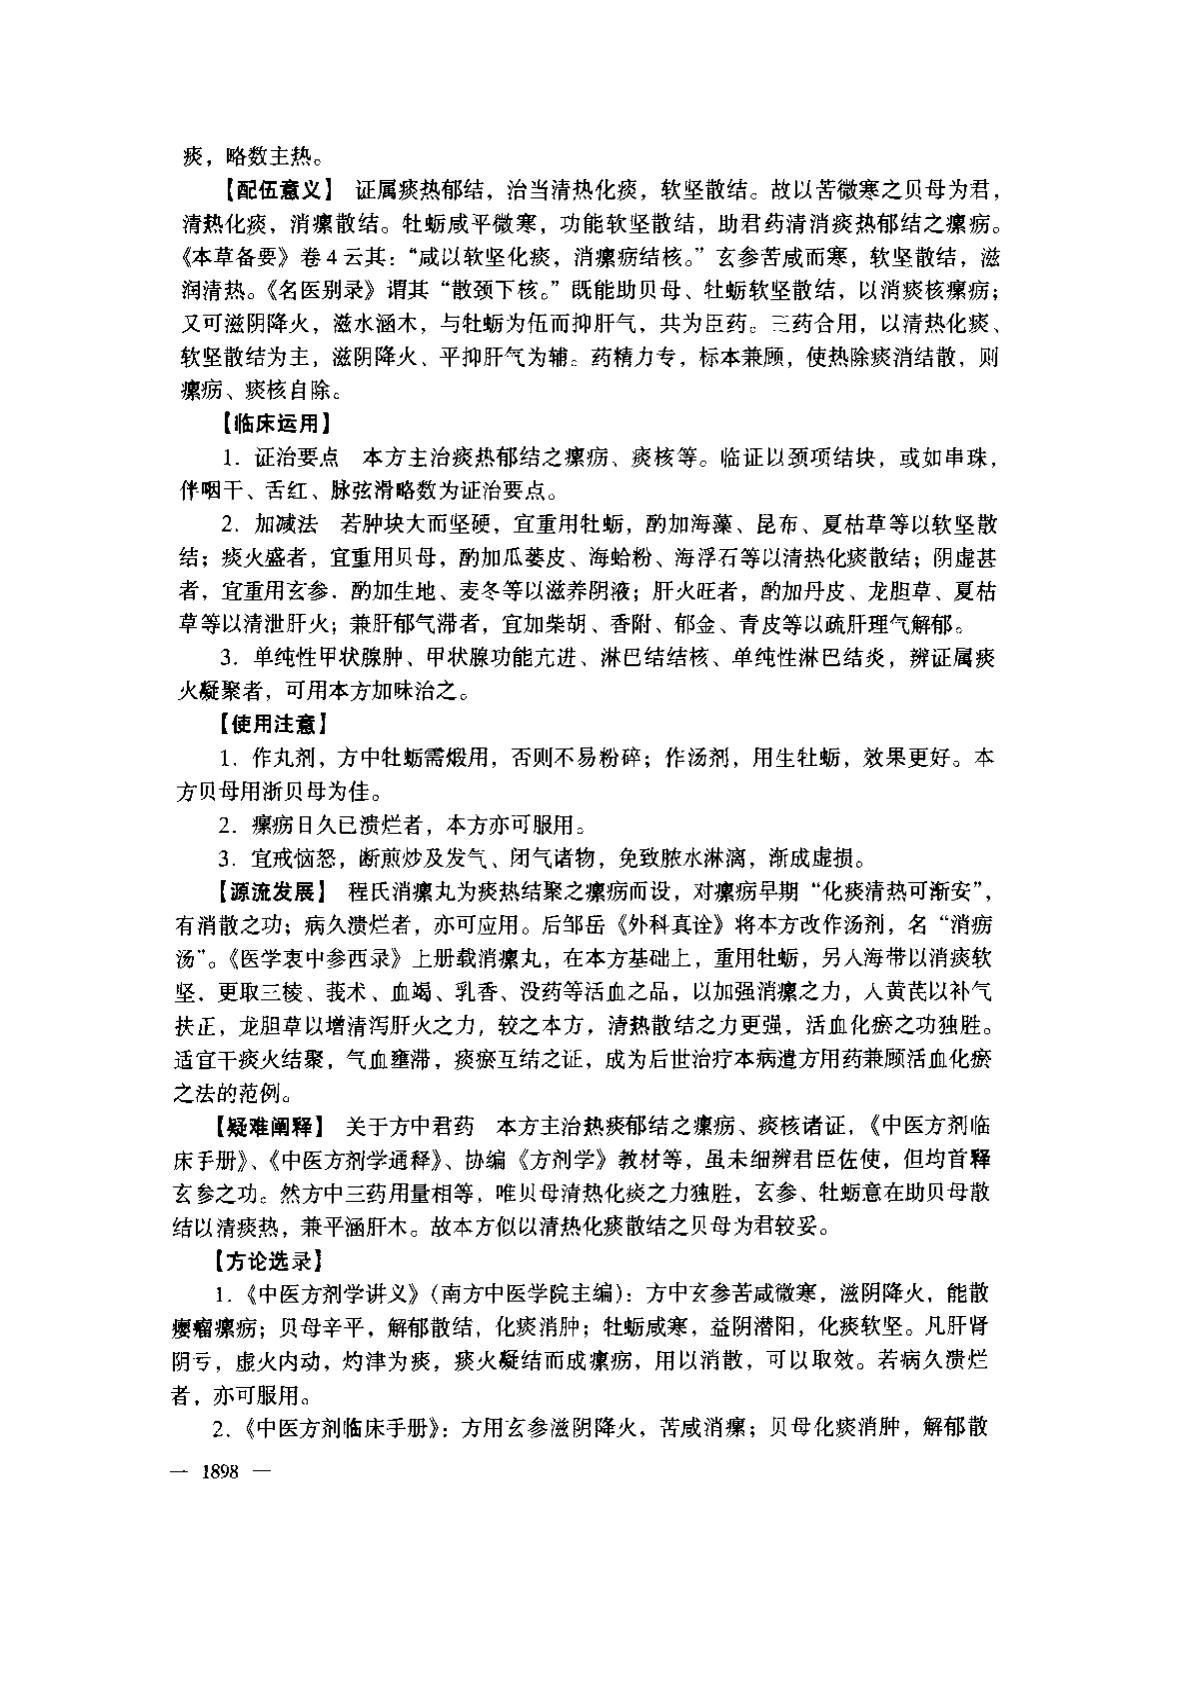 痰，略数主热。
【配伍意义】 证属痰热郁结，治当清热化痰，软坚散结。故以苦微寒之贝母为君，
清热化痰，消瘰散结。牡蛎咸平微寒，功能软坚散结，助君药清消痰热郁结之瘰疬。
《本草备要》卷4云其：“咸以软坚化痰，消瘰疬结核。”玄参苦咸而寒，软坚散结，滋
润清热。《名医别录》谓其“散颈下核。”既能助贝母、牡蛎软坚散结，以消痰核瘰疬；
又可滋阴降火，滋水涵木，与牡蛎为伍而抑肝气，共为臣药。三药合用，以清热化痰、
软坚散结为主，滋阴降火、平抑肝气为辅。药精力专，标本兼顾，使热除痰消结散，则
瘰疬、痰核自除。
【临床运用】
1．证治要点 本方主治痰热郁结之瘰疬、痰核等。临证以颈项结块，或如串珠，
伴咽干、舌红、脉弦滑略数为证治要点。
2．加减法 若肿块大而坚硬，宜重用牡蛎，酌加海藻、昆布、夏枯草等以软坚散
结；痰火盛者，宜重用贝母，酌加瓜蒌皮、海蛤粉、海浮石等以清热化痰散结；阴虚甚
者，宜重用玄参．酌加生地、麦冬等以滋养阴液；肝火旺者，酌加丹皮、龙胆草、夏枯
草等以清泄肝火；兼肝郁气滞者，宜加柴胡、香附、郁金、青皮等以疏肝理气解郁。
3．单纯性甲状腺肿、甲状腺功能亢进、淋巴结结核、单纯性淋巴结炎，辨证属痰
火凝聚者，可用本方加味治之。
【使用注意】
1．作丸剂，方中牡蛎需煅用，否则不易粉碎；作汤剂，用生牡蛎，效果更好。本
方贝母用浙贝母为佳。
2．瘰疬日久已溃烂者，本方亦可服用。
3．宜戒恼怒，断煎炒及发气、闭气诸物，免致脓水淋漓，渐成虚损。
【源流发展】 程氏消瘰丸为痰热结聚之瘰疬而设，对瘰疬早期“化痰清热可渐安”，
有消散之功；病久溃烂者，亦可应用。后邹岳《外科真诠》将本方改作汤剂，名“消疬
汤”。《医学衷中参西录》上册载消瘰丸，在本方基础上，重用牡蛎，另入海带以消痰软
坚．更取三棱、莪术、血竭、乳香、没药等活血之品，以加强消瘰之力，入黄芪以补气
扶正，龙胆草以增清泻肝火之力，较之本方，清热散结之力更强，活血化瘀之功独胜。
适宜于痰火结聚，气血壅滞，痰瘀互结之证，成为后世治疗本病遣方用药兼顾活血化瘀
之法的范例。
【疑难阐释】 关于方中君药 本方主治热痰郁结之瘰疬、痰核诸证，《中医方剂临
床手册》、《中医方剂学通释》、协编《方剂学》教材等，虽未细辨君臣佐使，但均首释
玄参之功。然方中三药用量相等，唯贝母清热化痰之力独胜，玄参、牡蛎意在助贝母散
结以清痰热，兼平涵肝木。故本方似以清热化痰散结之贝母为君较妥。
【方论选录】
1．《中医方剂学讲义》（南方中医学院主编）：方中玄参苦咸微寒，滋阴降火，能散
瘿瘤瘰疬；贝母辛平，解郁散结，化痰消肿；牡蛎咸寒，益阴潜阳，化痰软坚。凡肝肾
阴亏，虚火内动，灼津为痰，痰火凝结而成瘰疬，用以消散，可以取效。若病久溃烂
者，亦可服用。
2．《中医方剂临床手册》：方用玄参滋阴降火，苦咸消瘰；贝母化痰消肿，解郁散
— 1898 —